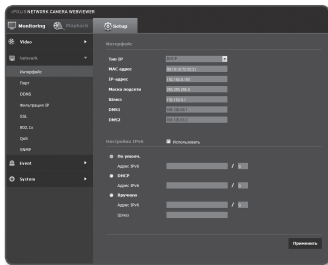 iPOLIS NETWORK CAMERA WEBVIEWER
Monitoring
Playback
Setup
Video
Network
Интерфейс
Порт
DDNS
Фильтрация IP
SSL
802.1x
QoS
SNMP
Event
System
Интерфейс
Тип IP
DHCP
MAC адрес
IP-адрес
Маска подсети
Шлюз
DNS1
DNS2
Настройка IPv6
Использовать
По умолч.
Адрес IPv6
/
DHCP
Адрес IPv6
/
Вручную
Адрес IPv6
/
Шлюз
Применить